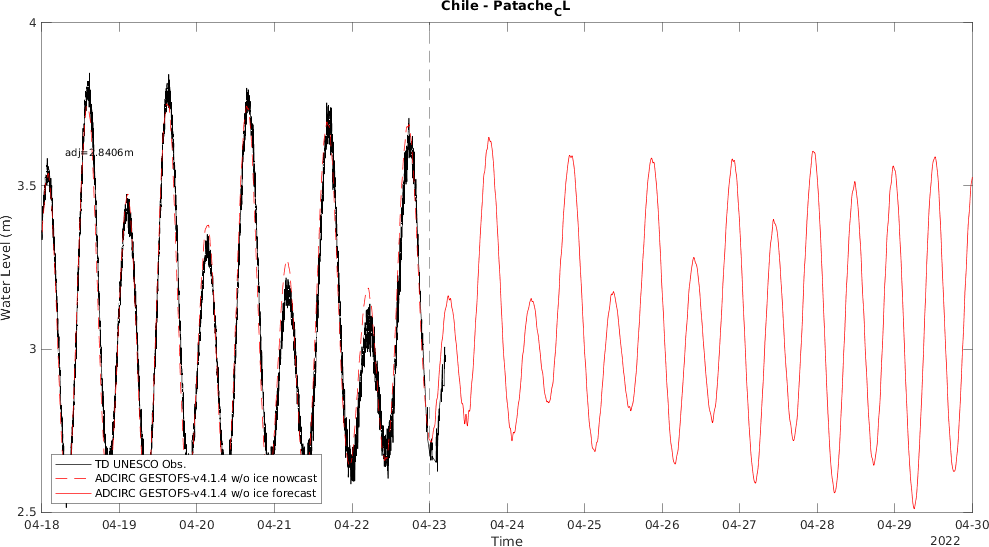 Chile - Patache_CL
4
3.5
3
2.5
Water Level (m)
adj=2.8406m
TD UNESCO Obs.
ADCIRC GESTOFS-v4.1.4 w/o ice nowcast
ADCIRC GESTOFS-v4.1.4 w/o ice forecast
04-18 04-19 04-20 04-21 04-22 04-23 04-24 04-25 04-26 04-27 04-28 04-29 04-30
Time
2022